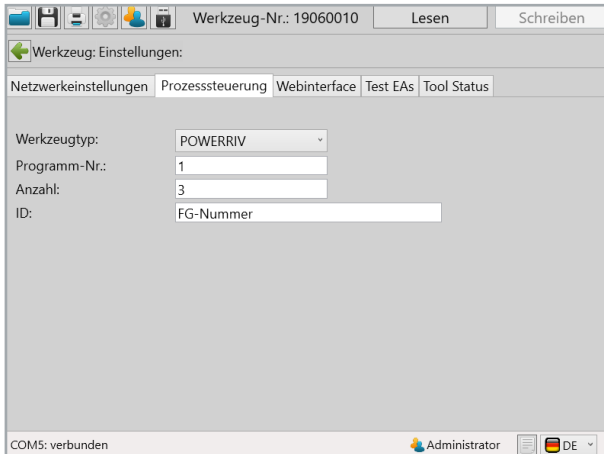 Werkzeug-Nr.: 19060010 Lesen Schreiben
Werkzeug: Einstellungen:
Netzwerkeinstellungen Prozesssteuerung Webinterface Test EAs Tool Status
Werkzeugtyp: POWERRIV
Programm-Nr.: 1
Anzahl: 3
ID: FG-Nummer
COM5: verbunden Administrator DE